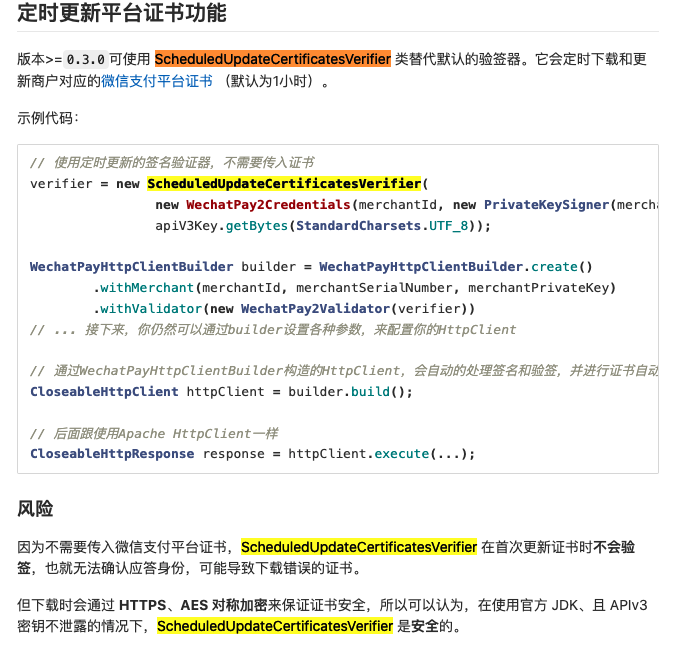 定时更新平台证书功能
版本>=0.3.0可使用 ScheduledUpdateCertificatesVerifier 类替代默认的验签器。它会定时下载和更
新商户对应的微信支付平台证书 （默认为1小时）。
示例代码：
// 使用定时更新的签名验证器，不需要传入证书
verifier = new ScheduledUpdateCertificatesVerifier(
new WechatPay2Credentials(merchantId, new PrivateKeySigner(mercha
apiV3Key.getBytes(StandardCharsets.UTF_8));
WechatPayHttpClientBuilder builder = WechatPayHttpClientBuilder.create()
.withMerchant(merchantId, merchantSerialNumber, merchantPrivateKey)
.withValidator(new WechatPay2Validator(verifier))
// ... 接下来，你仍然可以通过builder设置各种参数，来配置你的HttpClient
// 通过WechatPayHttpClientBuilder构造的HttpClient，会自动的处理签名和验签，并进行证书自动
CloseableHttpClient httpClient = builder.build();
// 后面跟使用Apache HttpClient一样
CloseableHttpResponse response = httpClient.execute(...);
风险
因为不需要传入微信支付平台证书，ScheduledUpdateCertificatesVerifier 在首次更新证书时不会验
签，也就无法确认应答身份，可能导致下载错误的证书。
但下载时会通过 HTTPS、AES 对称加密来保证证书安全，所以可以认为，在使用官方 JDK、且 APIv3
密钥不泄露的情况下，ScheduledUpdateCertificatesVerifier 是安全的。